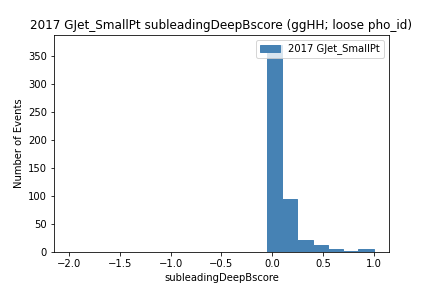 2017 GJet_SmallPt subleadingDeepBscore (ggHH; loose pho_id)
2017 GJet_SmallPt
Number of Events
350
300
250
200
150
100
50
0
−2.0 −1.5 −1.0 −0.5 0.0 0.5 1.0
subleadingDeepBscore